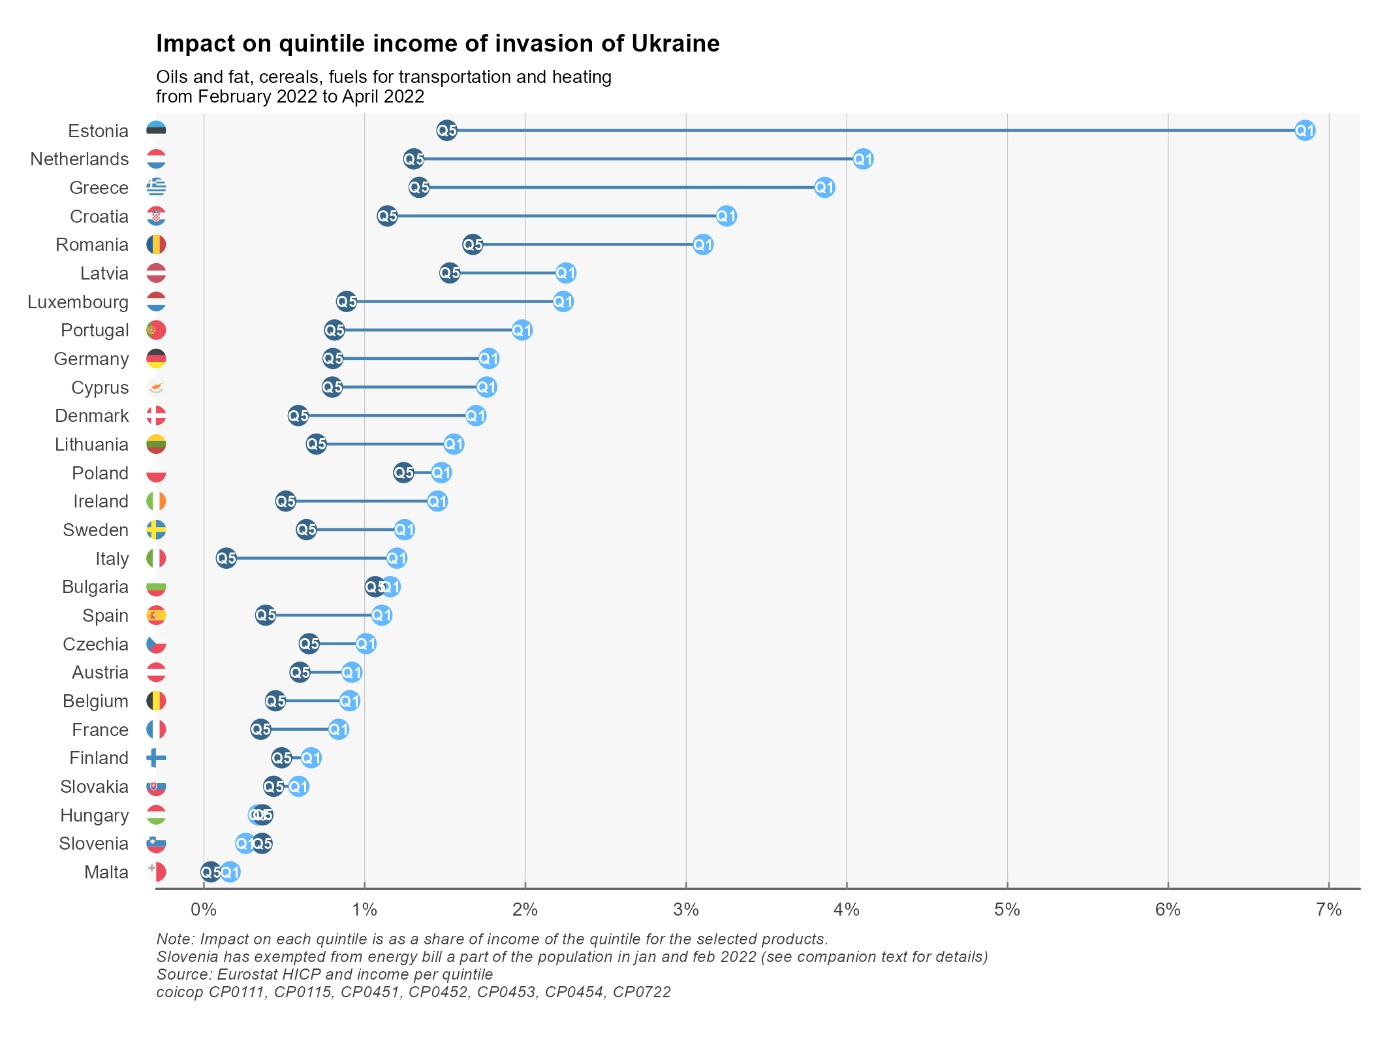 Impact on quintile income of invasion of Ukraine
Oils and fat, cereals, fuels for transportation and heating
from February 2022 to April 2022
Estonia Q5 Q1
Netherlands Q5 Q1
Greece Q5 Q1
Croatia Q5 Q1
Romania Q5 Q1
Latvia Q5 Q1
Luxembourg Q5 Q1
Portugal Q5 Q1
Germany Q5 Q1
Cyprus Q5 Q1
Denmark Q5 Q1
Lithuania Q5 Q1
Poland Q5 Q1
Ireland Q5 Q1
Sweden Q5 Q1
Italy Q5 Q1
Bulgaria Q5 Q1
Spain Q5 Q1
Czechia Q5 Q1
Austria Q5 Q1
Belgium Q5 Q1
France Q5 Q1
Finland Q5 Q1
Slovakia Q5 Q1
Hungary Q5
Slovenia Q1 Q5
Malta Q5 Q1
0% 1% 2% 3% 4% 5% 6% 7%
Note: Impact on each quintile is as a share of income of the quintile for the selected products.
Slovenia has exempted from energy bill a part of the population in jan and feb 2022 (see companion text for details)
Source: Eurostat HICP and income per quintile
coicop CP0111, CP0115, CP0451, CP0452, CP0453, CP0454, CP0722